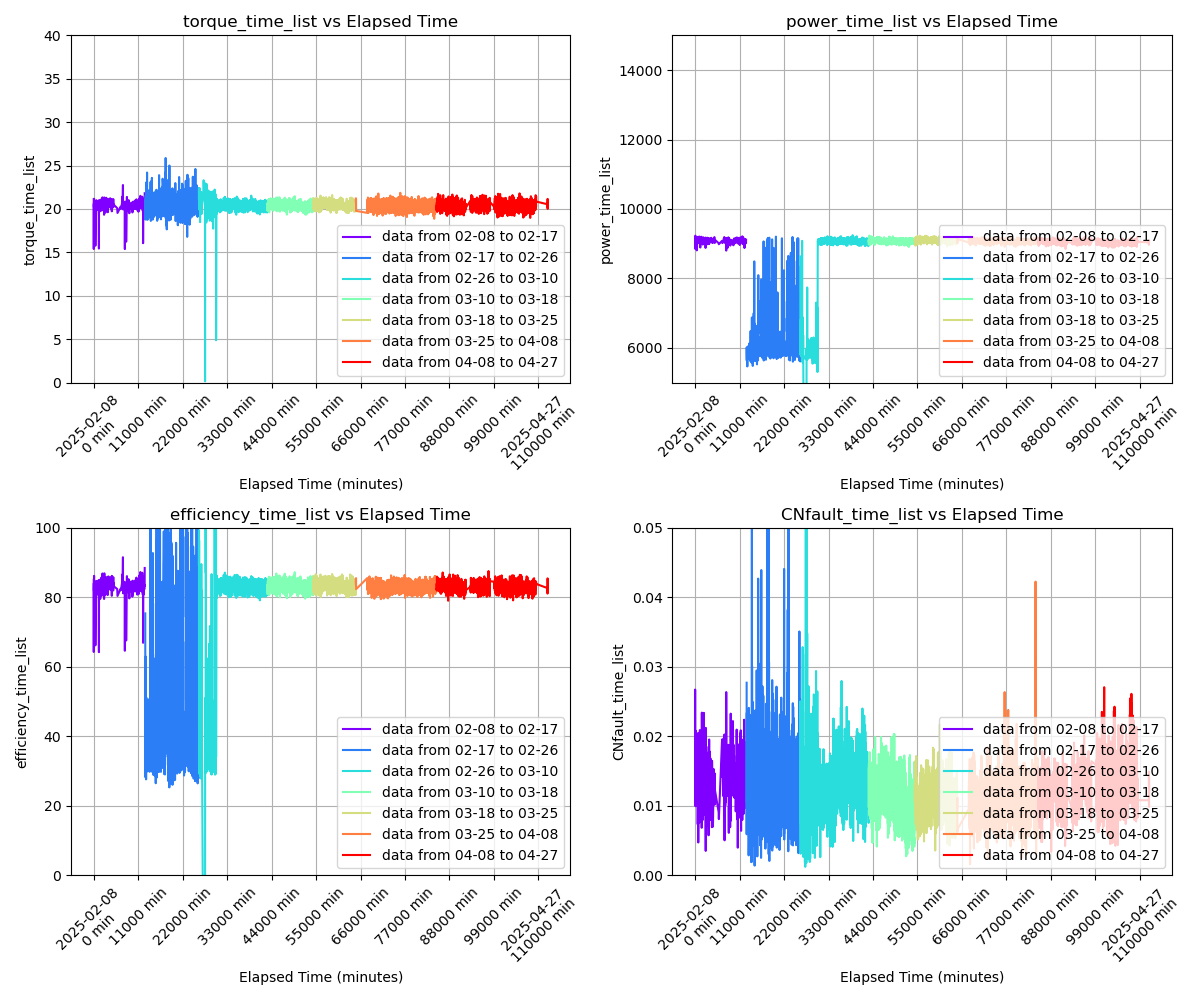 torque_time_list vs Elapsed Time
torque_time_list
40
35
30
25
20
15
10
5
0
data from 02-08 to 02-17
data from 02-17 to 02-26
data from 02-26 to 03-10
data from 03-10 to 03-18
data from 03-18 to 03-25
data from 03-25 to 04-08
data from 04-08 to 04-27
2025-02-08
0 min
11000 min
22000 min
33000 min
44000 min
55000 min
66000 min
77000 min
88000 min
99000 min
2025-04-27
110000 min
Elapsed Time (minutes)
power_time_list vs Elapsed Time
power_time_list
14000
12000
10000
8000
6000
data from 02-08 to 02-17
data from 02-17 to 02-26
data from 02-26 to 03-10
data from 03-10 to 03-18
data from 03-18 to 03-25
data from 03-25 to 04-08
data from 04-08 to 04-27
2025-02-08
0 min
11000 min
22000 min
33000 min
44000 min
55000 min
66000 min
77000 min
88000 min
99000 min
2025-04-27
110000 min
Elapsed Time (minutes)
efficiency_time_list vs Elapsed Time
efficiency_time_list
100
80
60
40
20
0
data from 02-08 to 02-17
data from 02-17 to 02-26
data from 02-26 to 03-10
data from 03-10 to 03-18
data from 03-18 to 03-25
data from 03-25 to 04-08
data from 04-08 to 04-27
2025-02-08
0 min
11000 min
22000 min
33000 min
44000 min
55000 min
66000 min
77000 min
88000 min
99000 min
2025-04-27
110000 min
Elapsed Time (minutes)
CNfault_time_list vs Elapsed Time
CNfault_time_list
0.05
0.04
0.03
0.02
0.01
0.00
data from 02-08 to 02-17
data from 02-17 to 02-26
data from 02-26 to 03-10
data from 03-10 to 03-18
data from 03-18 to 03-25
data from 03-25 to 04-08
data from 04-08 to 04-27
2025-02-08
0 min
11000 min
22000 min
33000 min
44000 min
55000 min
66000 min
77000 min
88000 min
99000 min
2025-04-27
110000 min
Elapsed Time (minutes)